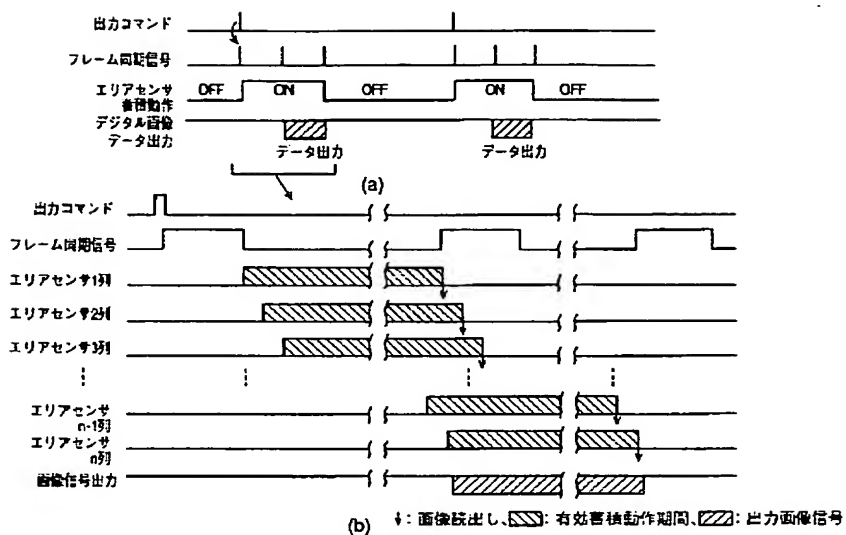 出力コマンド
フレーム同期信号
エリアセンサ
蓄積動作
OFF ON OFF ON OFF
デジタル画像
データ出力
データ出力 データ出力
(a)
出力コマンド
フレーム同期信号
エリアセンサ1列
エリアセンサ2列
エリアセンサ3列
エリアセンサ
n-1列
エリアセンサ
n列
画像信号出力
(b)
↓：画像読出し、：有効蓄積動作期間、：出力画像信号